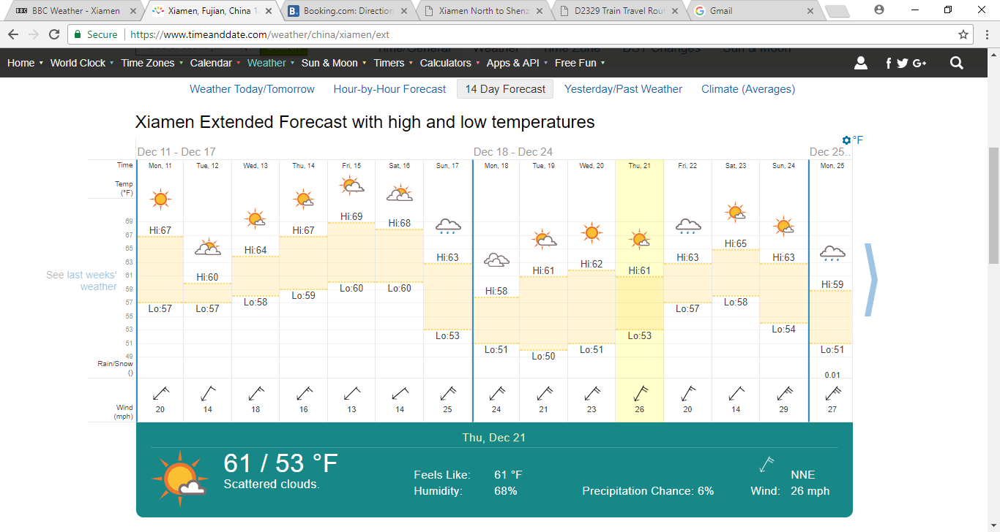 BBC Weather - Xiamen
Xiamen, Fujian, China 1
Booking.com: Direction
Xiamen North to Shenz
D2329 Train Travel Rout
Gmail
Secure https://www.timeanddate.com/weather/china/xiamen/ext
Time/General Weather Time Zone DST Changes Sun & Moon
Home World Clock Time Zones Calendar Weather Sun & Moon Timers Calculators Apps & API Free Fun
Weather Today/Tomorrow Hour-by-Hour Forecast 14 Day Forecast Yesterday/Past Weather Climate (Averages)
Xiamen Extended Forecast with high and low temperatures
°F
Dec 11 - Dec 17 Dec 18 - Dec 24 Dec 25..
Time Mon, 11 Tue, 12 Wed, 13 Thu, 14 Fri, 15 Sat, 16 Sun, 17 Mon, 18 Tue, 19 Wed, 20 Thu, 21 Fri, 22 Sat, 23 Sun, 24 Mon, 25
Temp
(°F)
69
67
65
63
61
59
57
55
53
51
49
Hi:67 Hi:60 Hi:64 Hi:67 Hi:69 Hi:68 Hi:63 Hi:58 Hi:61 Hi:62 Hi:61 Hi:63 Hi:65 Hi:63 Hi:59
Lo:57 Lo:57 Lo:58 Lo:59 Lo:60 Lo:60 Lo:53 Lo:51 Lo:50 Lo:51 Lo:53 Lo:57 Lo:58 Lo:54 Lo:51
See last weeks'
weather
Rain/Snow
()
0.01
Wind
(mph)
20 14 18 16 13 14 25 24 21 23 26 20 14 29 27
Thu, Dec 21
61 / 53 °F
Scattered clouds.
Feels Like: 61 °F
Humidity: 68%
Precipitation Chance: 6%
NNE
Wind: 26 mph